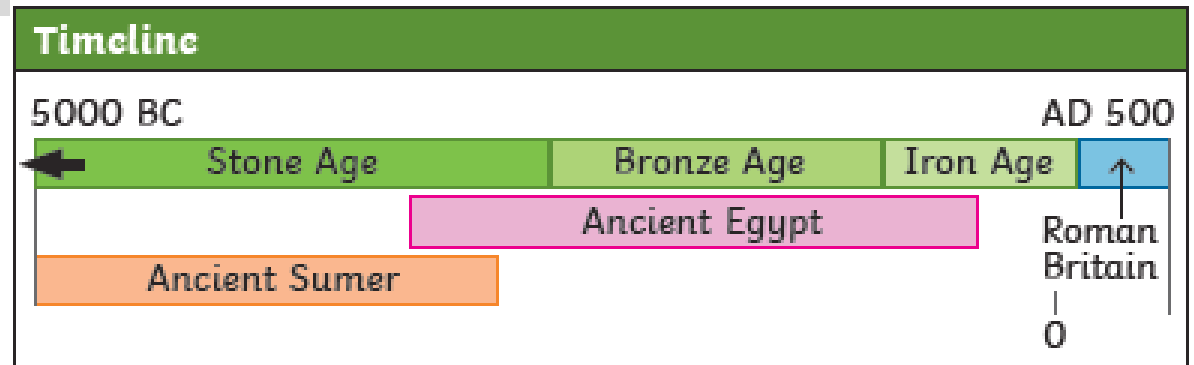 Timeline
5000 BC AD 500
Stone Age Bronze Age Iron Age
Ancient Egypt
Roman
Britain
Ancient Sumer
0